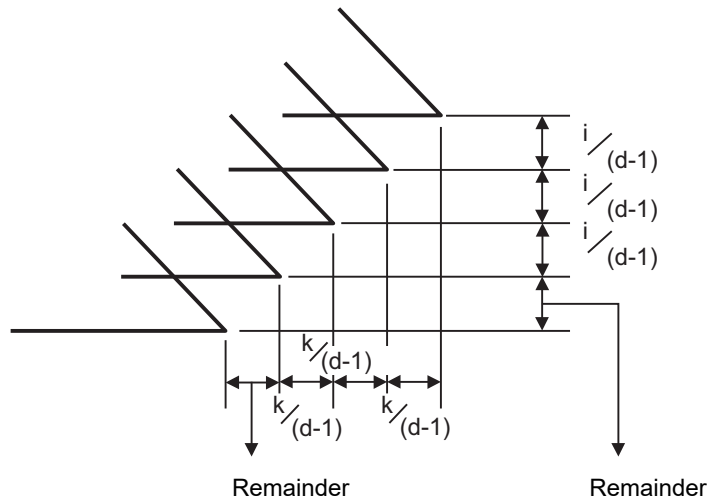 i/(d-1)
i/(d-1)
i/(d-1)
k/(d-1)
k/(d-1)
k/(d-1)
Remainder
Remainder